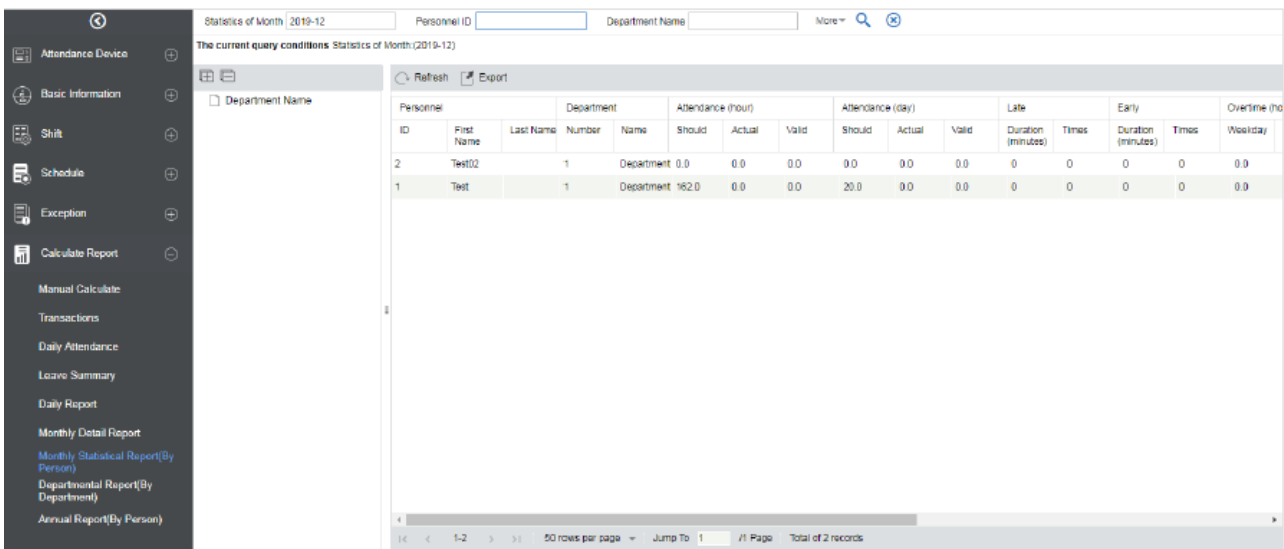 Statistics of Month 2019-12 Personnel ID Department Name More
The current query conditions Statistics of Month:(2019-12)
Attendance Device
Basic Information
Shift
Schedule
Exception
Calculate Report
Manual Calculate
Transactions
Daily Attendance
Leave Summary
Daily Report
Monthly Detail Report
Monthly Statistical Report(By
Person)
Departmental Report(By
Department)
Annual Report(By Person)
Department Name
Refresh Export
Personnel Department Attendance (hour) Attendance (day) Late Early Overtime (ho
ID First Name Last Name Number Name Should Actual Valid Should Actual Valid Duration (minutes) Times Duration (minutes) Times Weekday
2 Test02 1 Department 0.0 0.0 0.0 0.0 0.0 0.0 0 0 0 0 0.0
1 Test 1 Department 162.0 0.0 0.0 20.0 0.0 0.0 0 0 0 0 0.0
1-2 50 rows per page Jump To 1 /1 Page Total of 2 records